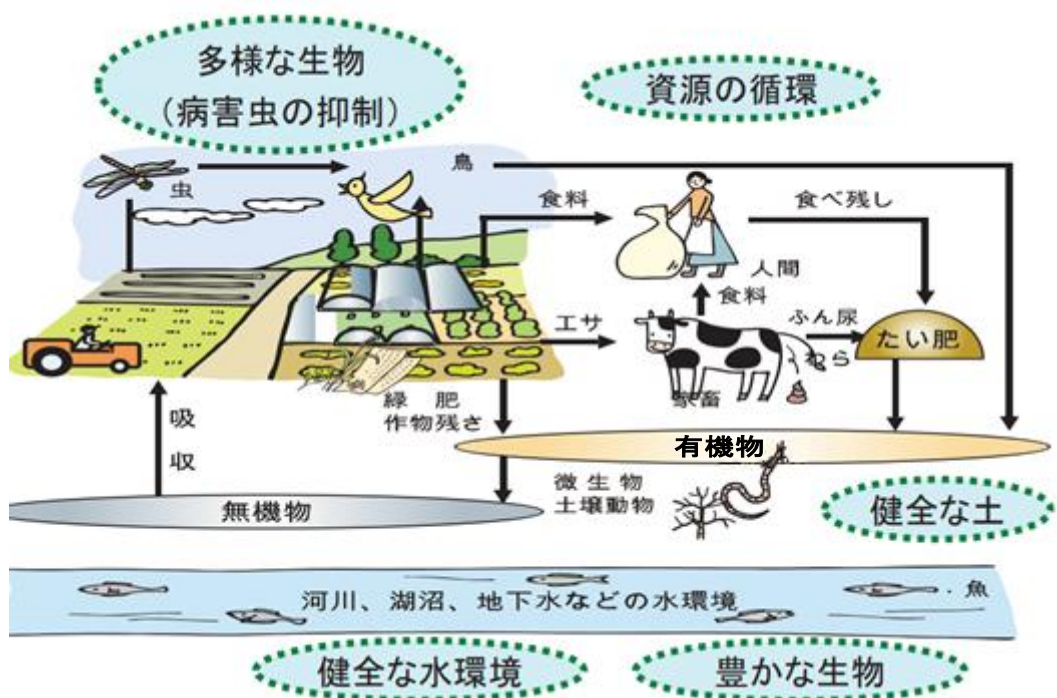 多様な生物
（病害虫の抑制）
資源の循環
虫
鳥
食料
食べ残し
人間
食料
エサ
ふん尿
わら
たい肥
家畜
緑肥
作物残さ
吸収
有機物
微生物
土壌動物
無機物
健全な土
河川、湖沼、地下水などの水環境
魚
健全な水環境
豊かな生物